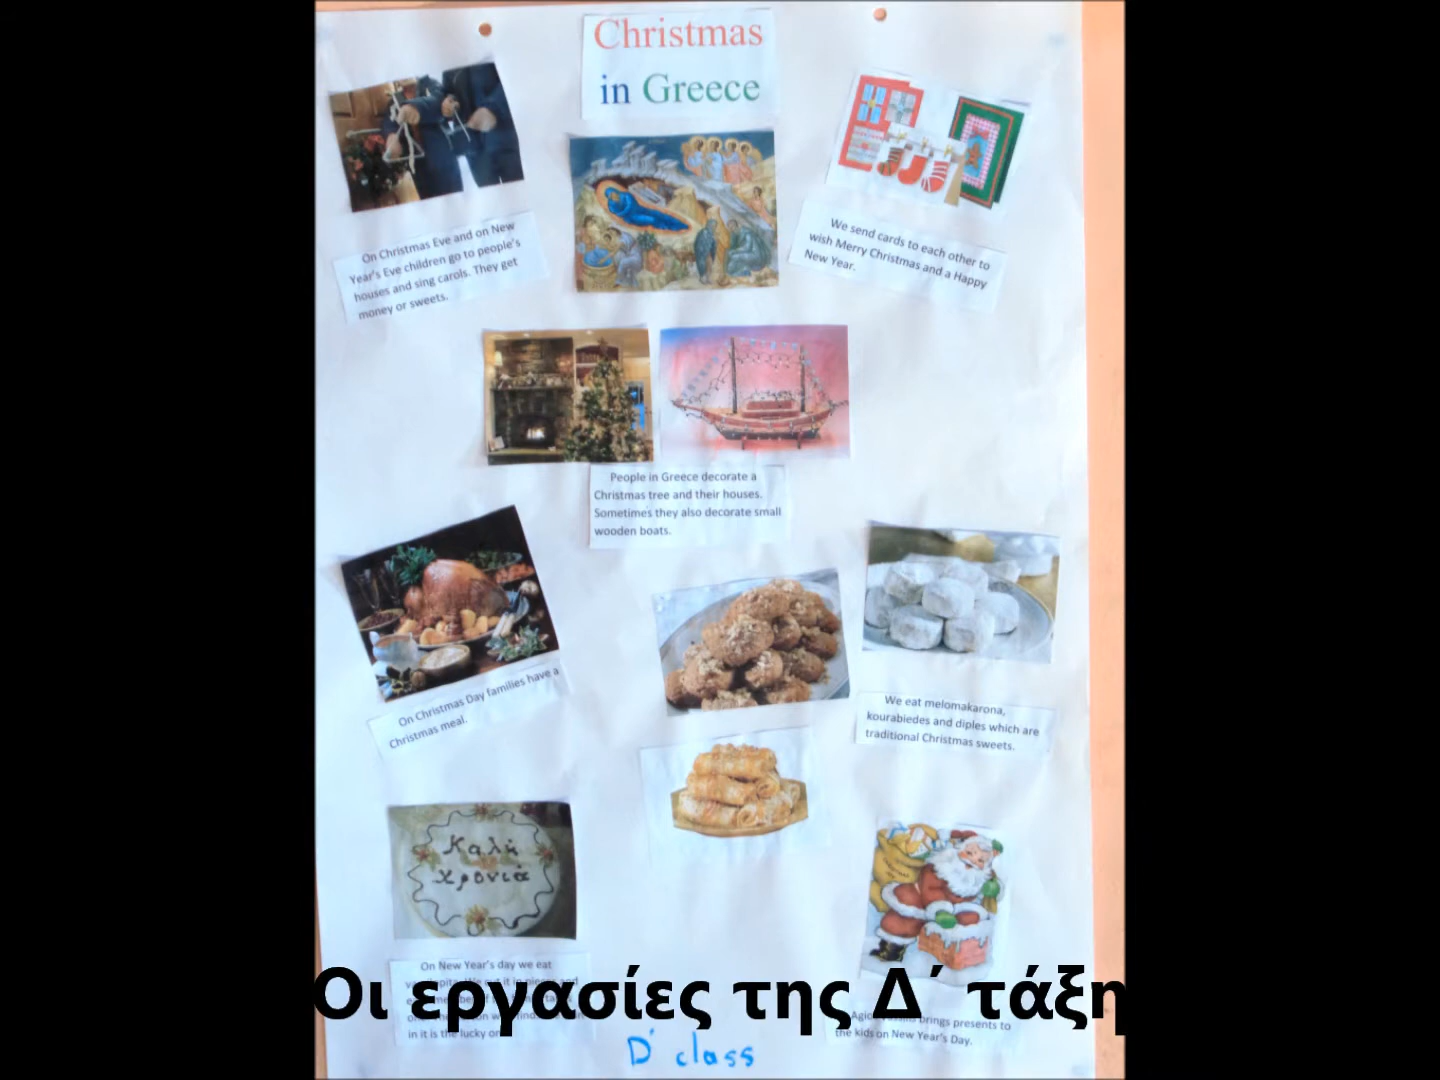 Christmas
in Greece
On Christmas Eve and on New
Year's Eve children go to people's
houses and sing carols. They get
money or sweets.
We send cards to each other to
wish Merry Christmas and a Happy
New Year.
People in Greece decorate a
Christmas tree and their houses.
Sometimes they also decorate small
wooden boats.
On Christmas Day families have a
Christmas meal.
We eat melomakarona,
kourabiedes and diples which are
traditional Christmas sweets.
Καλή
χρονιά
On New Year's day we eat
in it is the lucky
brings presents to
the kids on New Year's Day.
Οι εργασίες της Δ΄ τάξη
D' class